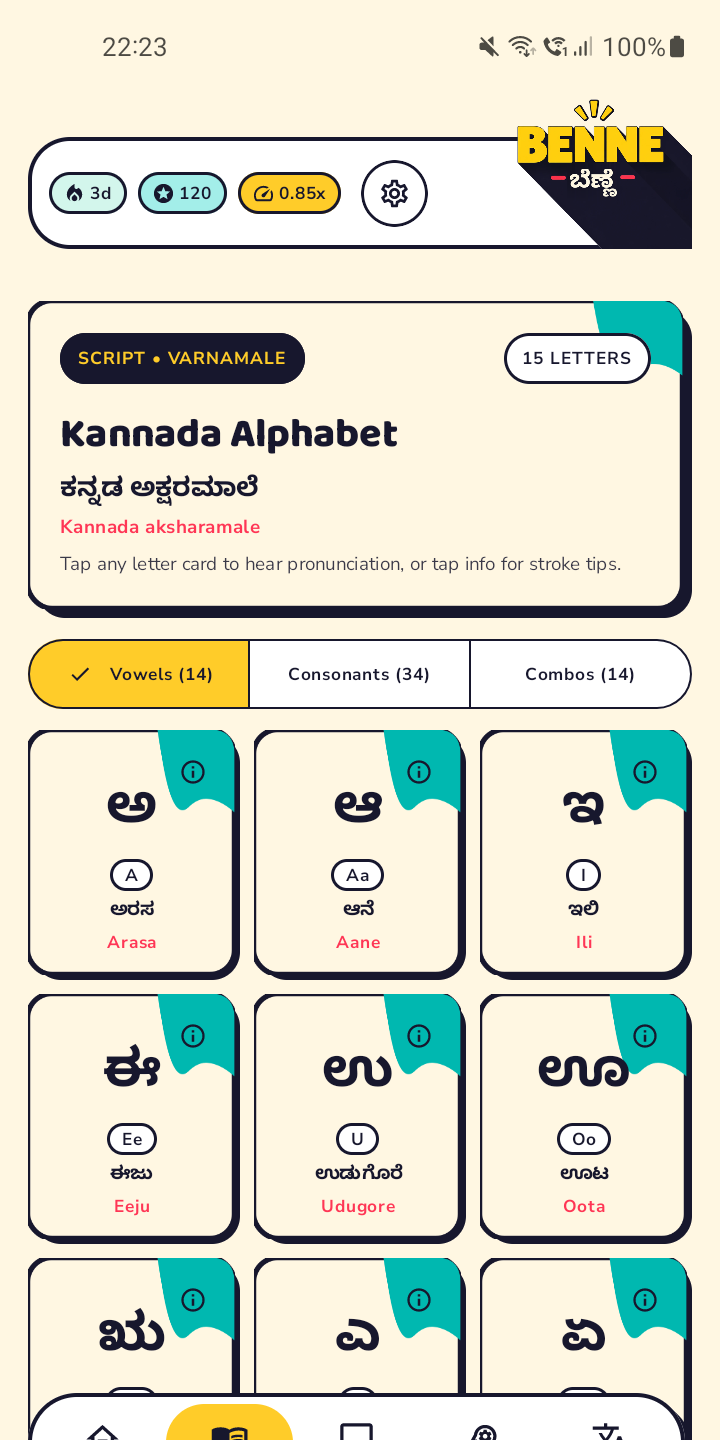 22:23
1
100%
BENNE
ಬೆಣ್ಣೆ
3d
120
0.85x
SCRIPT • VARNAMALE
15 LETTERS
Kannada Alphabet
ಕನ್ನಡ ಅಕ್ಷರಮಾಲೆ
Kannada aksharamale
Tap any letter card to hear pronunciation, or tap info for stroke tips.
Vowels (14)
Consonants (34)
Combos (14)
ಅ
A
ಅರಸ
Arasa
ಆ
Aa
ಆನೆ
Aane
ಇ
I
ಇಲಿ
Ili
ಈ
Ee
ಈಜು
Eeju
ಉ
U
ಉಡುಗೊರೆ
Udugore
ಊ
Oo
ಊಟ
Oota
ಋ
ಎ
ಏ